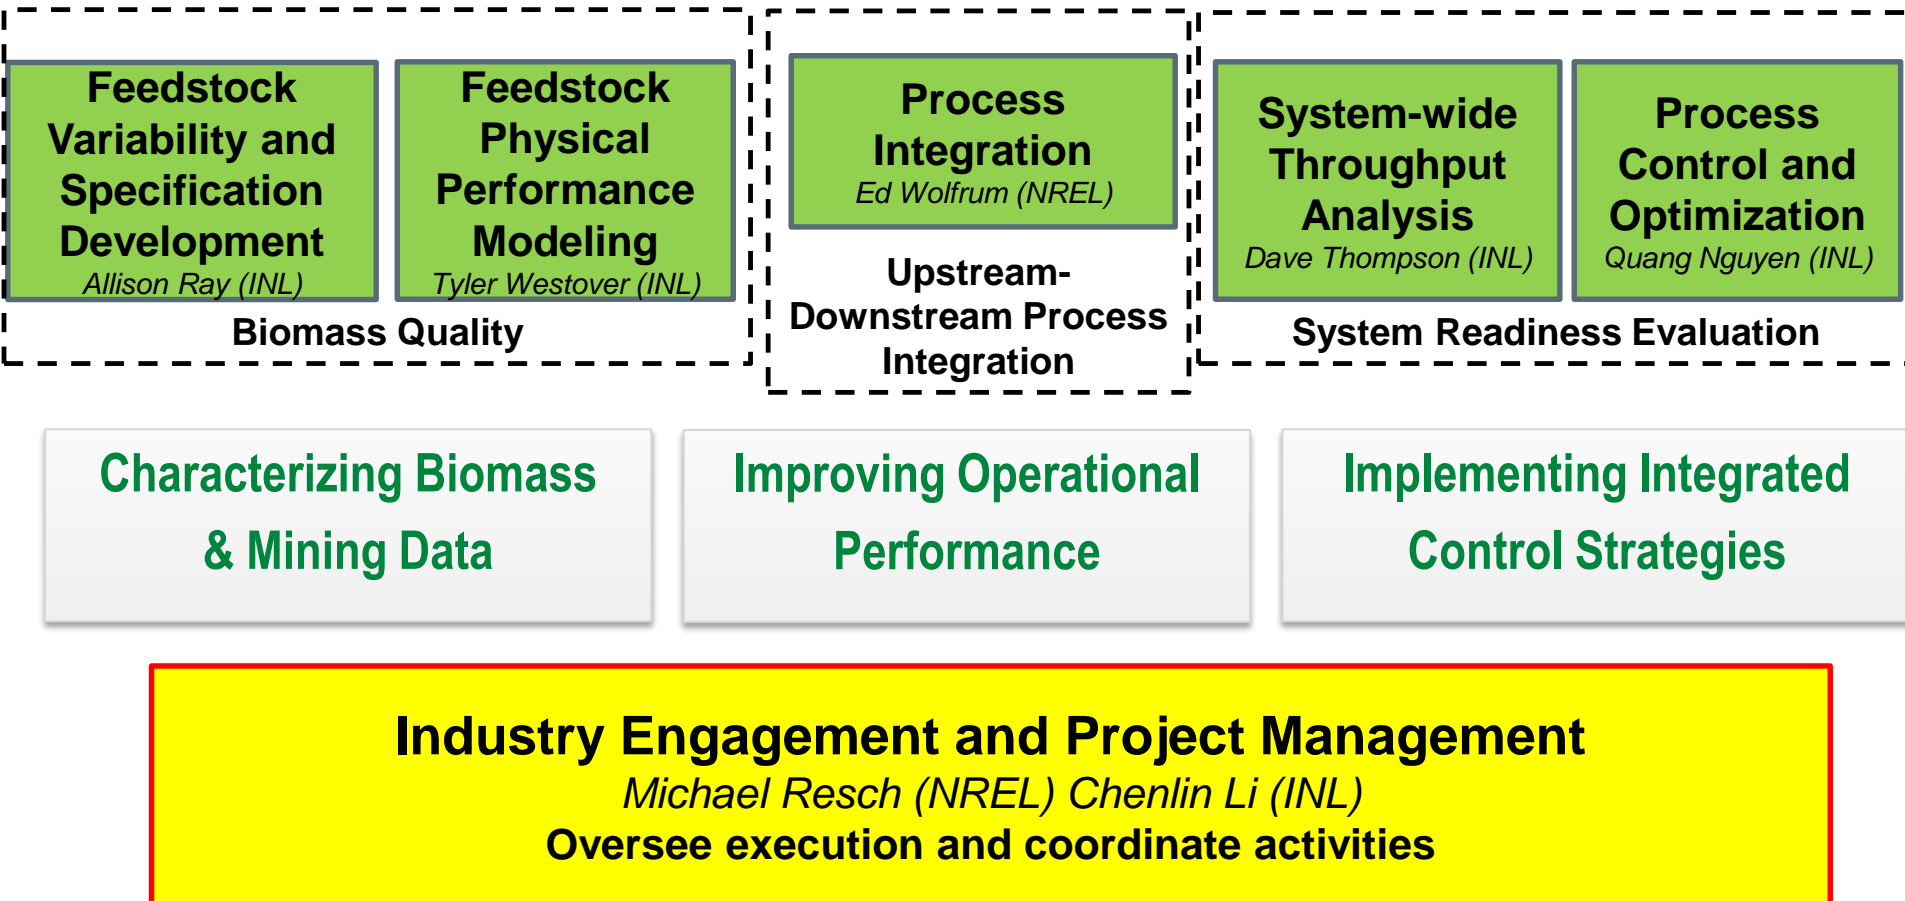 Feedstock
Variability and
Specification
Development
Allison Ray (INL)
Feedstock
Physical
Performance
Modeling
Tyler Westover (INL)
Biomass Quality
Process
Integration
Ed Wolfrum (NREL)
Upstream-
Downstream Process
Integration
System-wide
Throughput
Analysis
Dave Thompson (INL)
Process
Control and
Optimization
Quang Nguyen (INL)
System Readiness Evaluation
Characterizing Biomass
& Mining Data
Improving Operational
Performance
Implementing Integrated
Control Strategies
Industry Engagement and Project Management
Michael Resch (NREL) Chenlin Li (INL)
Oversee execution and coordinate activities